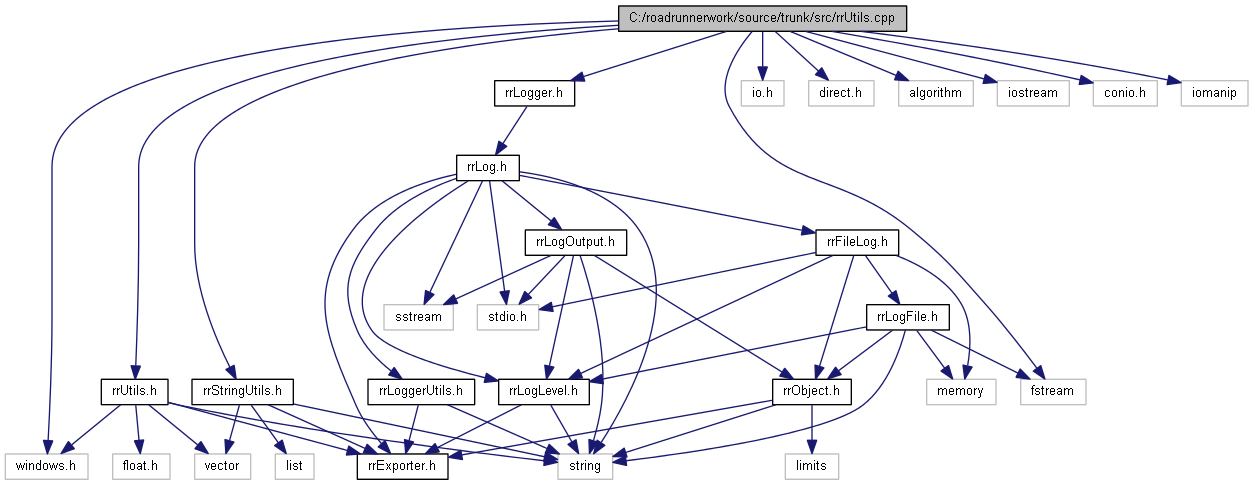 C:/roadrunnerwork/source/trunk/src/rrUtils.cpp
rrLogger.h
io.h
direct.h
algorithm
iostream
conio.h
iomanip
rrLog.h
rrLogOutput.h
rrFileLog.h
sstream
stdio.h
rrLogFile.h
rrUtils.h
rrStringUtils.h
rrLoggerUtils.h
rrLogLevel.h
rrObject.h
memory
fstream
windows.h
float.h
vector
list
rrExporter.h
string
limits